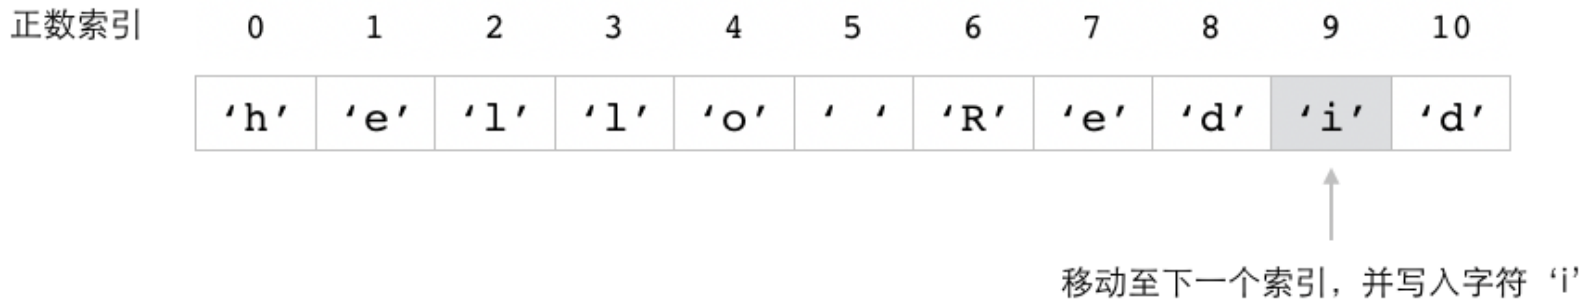 正数索引 0 1 2 3 4 5 6 7 8 9 10
‘h’ ‘e’ ‘l’ ‘l’ ‘o’ ‘ ‘ ‘R’ ‘e’ ‘d’ ‘i’ ‘d’
移动至下一个索引，并写入字符‘i’